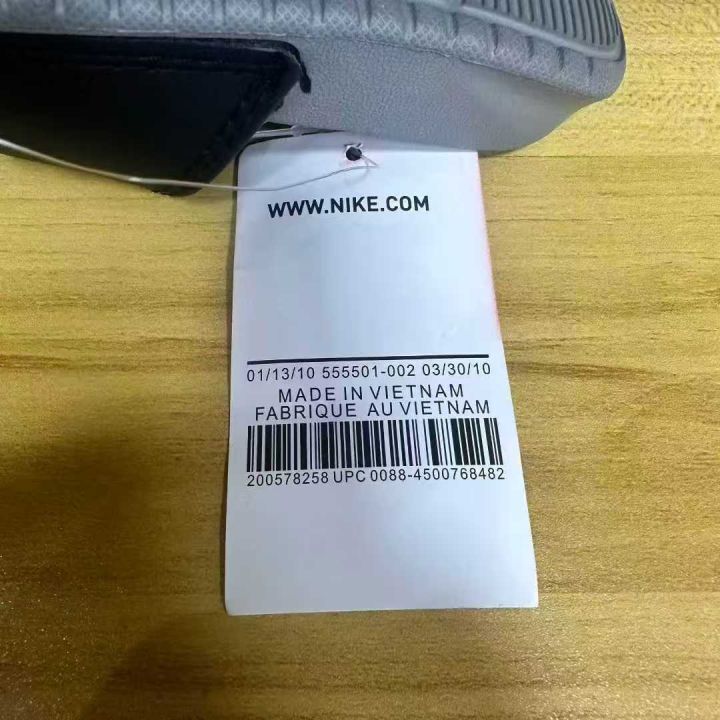 WWW.NIKE.COM
01/13/10 555501-002 03/30/10
MADE IN VIETNAM
FABRIQUE AU VIETNAM
200578258 UPC 0088-4500768482